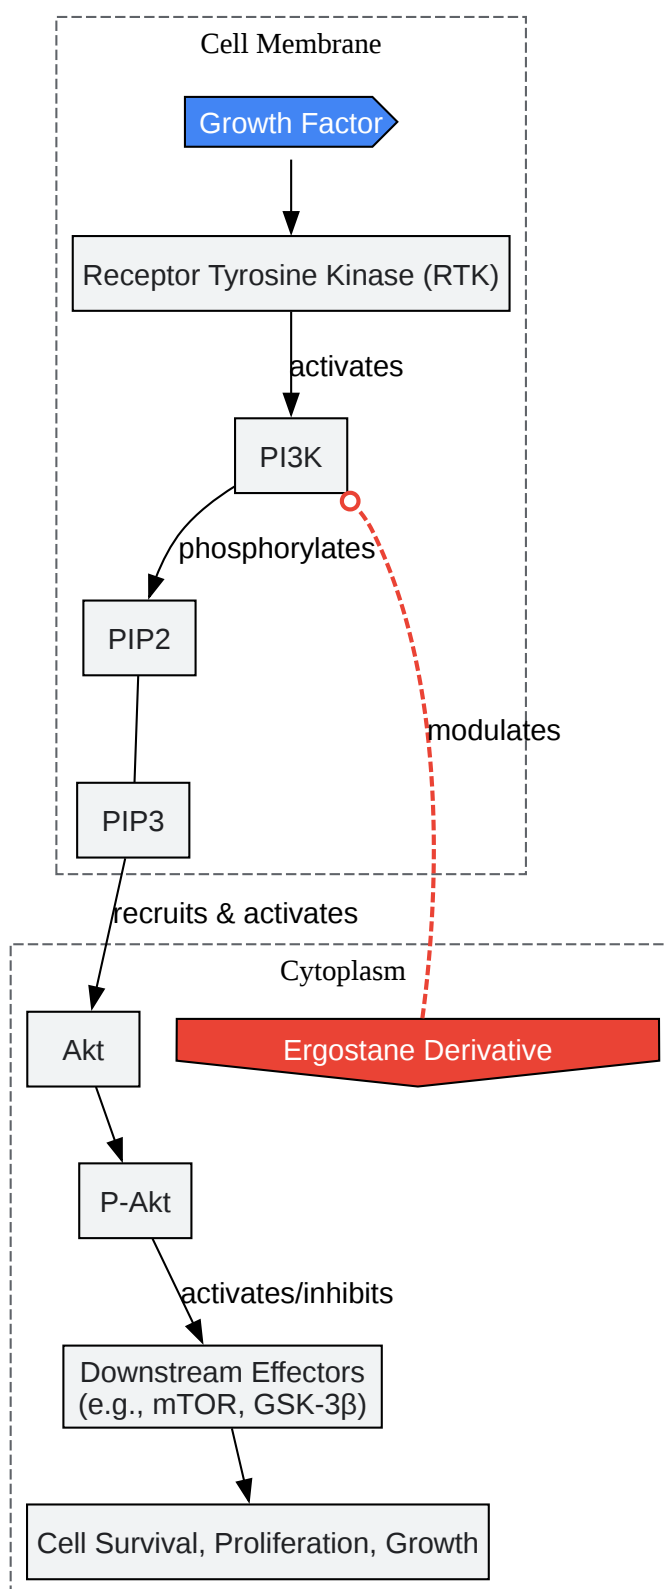 Cell Membrane
Growth Factor
Receptor Tyrosine Kinase (RTK)
activates
PI3K
phosphorylates
PIP2
modulates
PIP3
recruits & activates
Cytoplasm
Akt
Ergostane Derivative
P-Akt
activates/inhibits
Downstream Effectors
(e.g., mTOR, GSK-3β)
Cell Survival, Proliferation, Growth